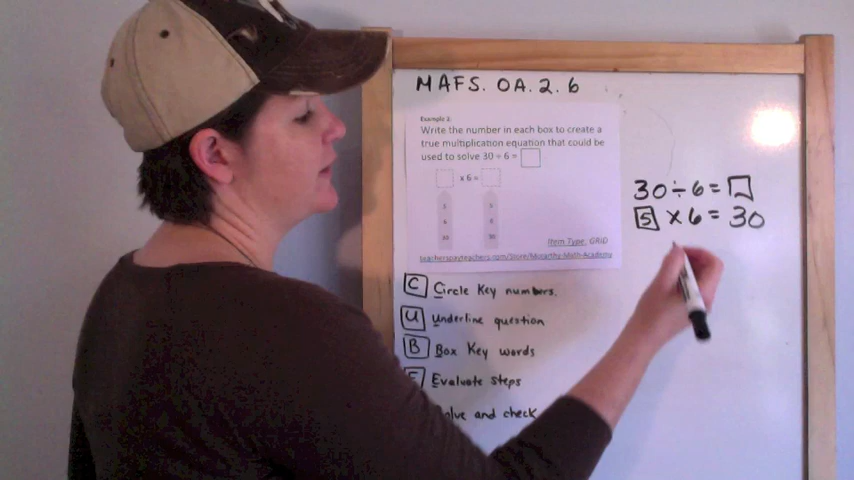 MAFS. OA. 2. 6
Example 2:
Write the number in each box to create a
true multiplication equation that could be
used to solve 30 ÷ 6 =
x 6 =
5 5
6 6
30 30
Item Type: GRID
teacherspayteachers.com/Store/Mccarthy-Math-Academy
30 ÷ 6 =
5 x 6 = 30
C Circle Key numbers.
U Underline question
B Box Key words
E Evaluate steps
and check